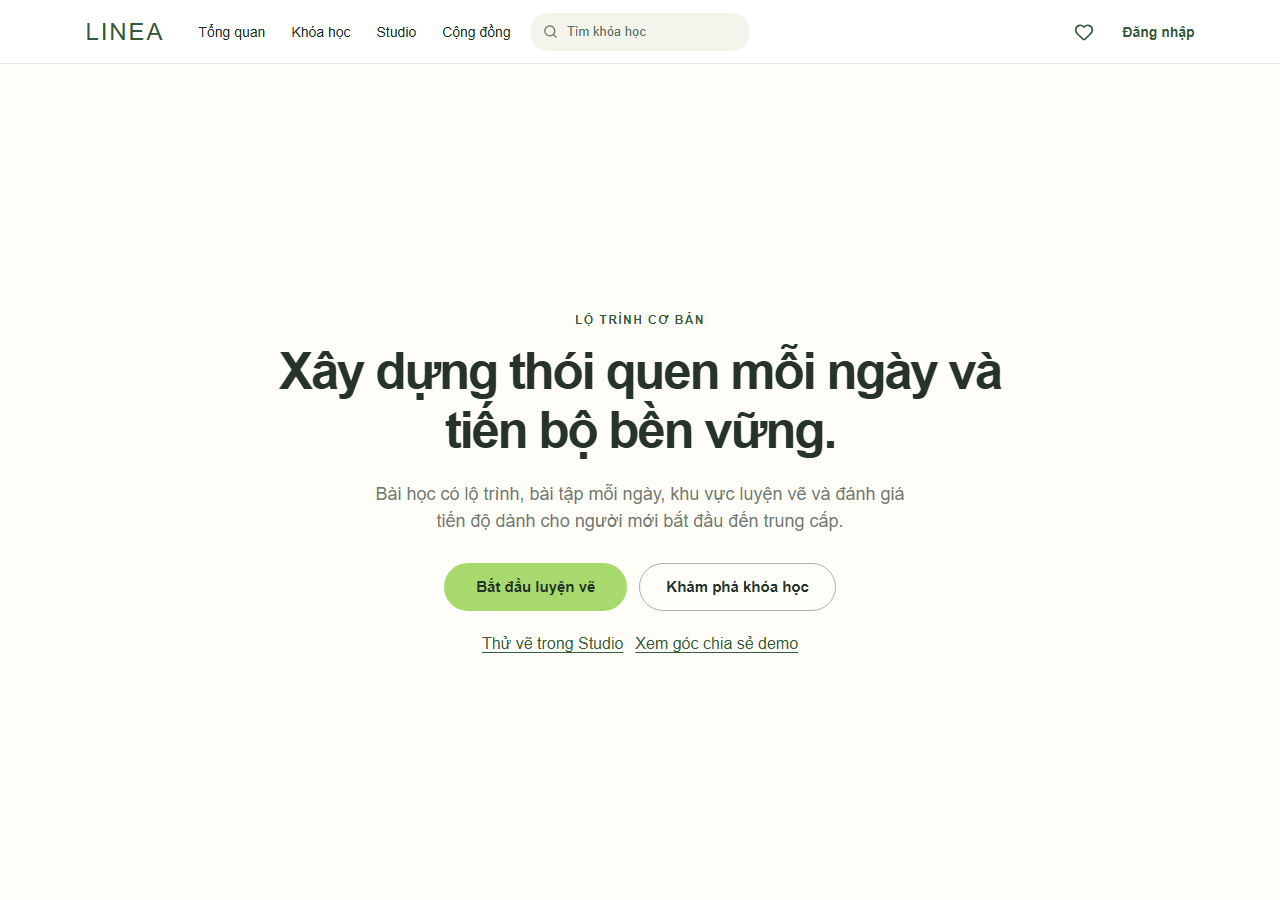 LINEA
Tổng quan
Khóa học
Studio
Cộng đồng
Tìm khóa học
Đăng nhập
LỘ TRÌNH CƠ BẢN
Xây dựng thói quen mỗi ngày và
tiến bộ bền vững.
Bài học có lộ trình, bài tập mỗi ngày, khu vực luyện vẽ và đánh giá
tiến độ dành cho người mới bắt đầu đến trung cấp.
Bắt đầu luyện vẽ
Khám phá khóa học
Thử vẽ trong Studio
Xem góc chia sẻ demo